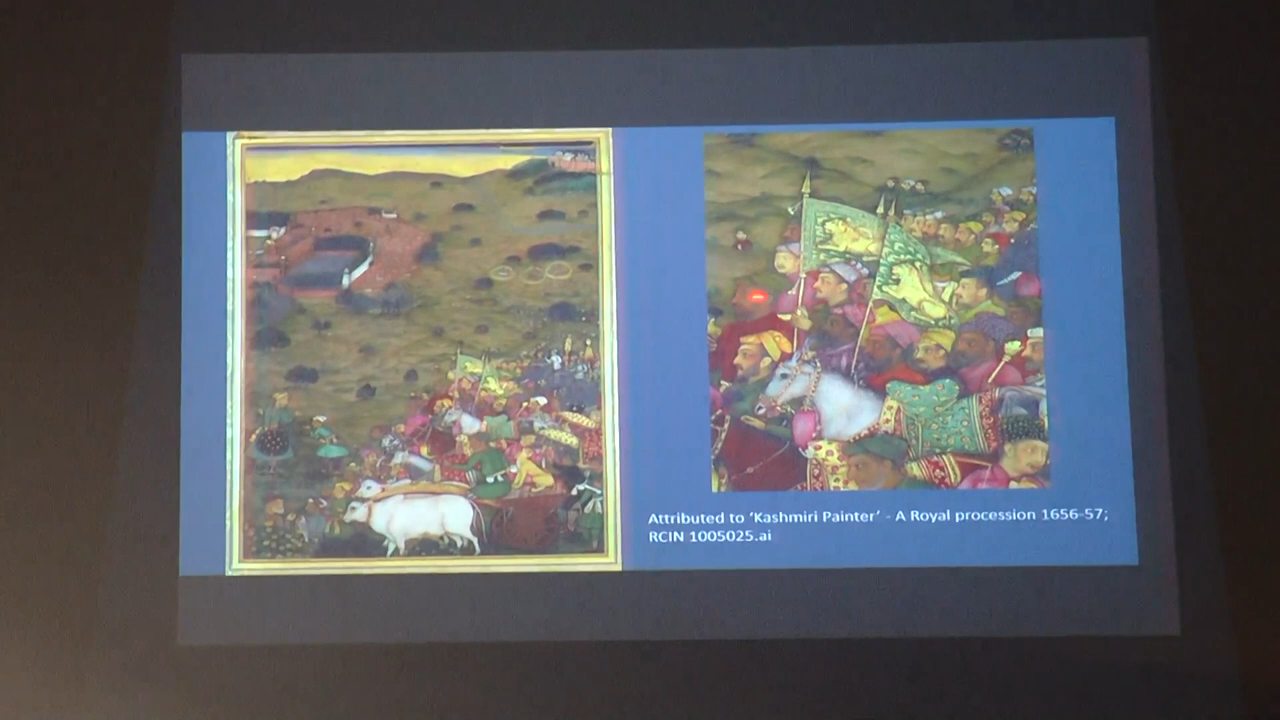 Attributed to ‘Kashmiri Painter’ - A Royal procession 1656-57;
RCIN 1005025.ai